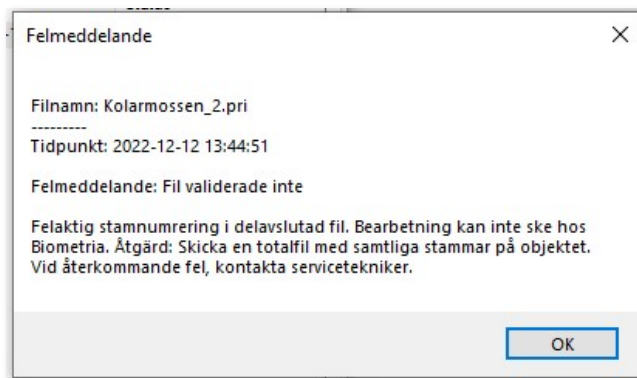 Felmeddelande
Filnamn: Kolarmossen_2.pri
---------
Tidpunkt: 2022-12-12 13:44:51
Felmeddelande: Fil validerade inte
Felaktig stamnumrering i delavslutad fil. Bearbetning kan inte ske hos
Biometria. Åtgärd: Skicka en totalfil med samtliga stammar på objektet.
Vid återkommande fel, kontakta servicetekniker.
OK